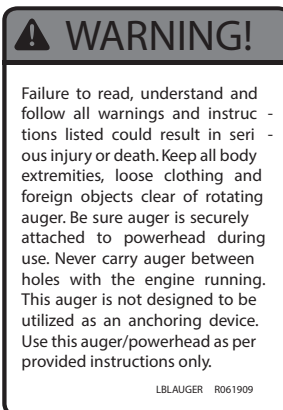 WARNING!
Failure to read, understand and
follow all warnings and instruc -
tions listed could result in seri -
ous injury or death. Keep all body
extremities, loose clothing and
foreign objects clear of rotating
auger. Be sure auger is securely
attached to powerhead during
use. Never carry auger between
holes with the engine running.
This auger is not designed to be
utilized as an anchoring device.
Use this auger/powerhead as per
provided instructions only.
LBLAUGER R061909